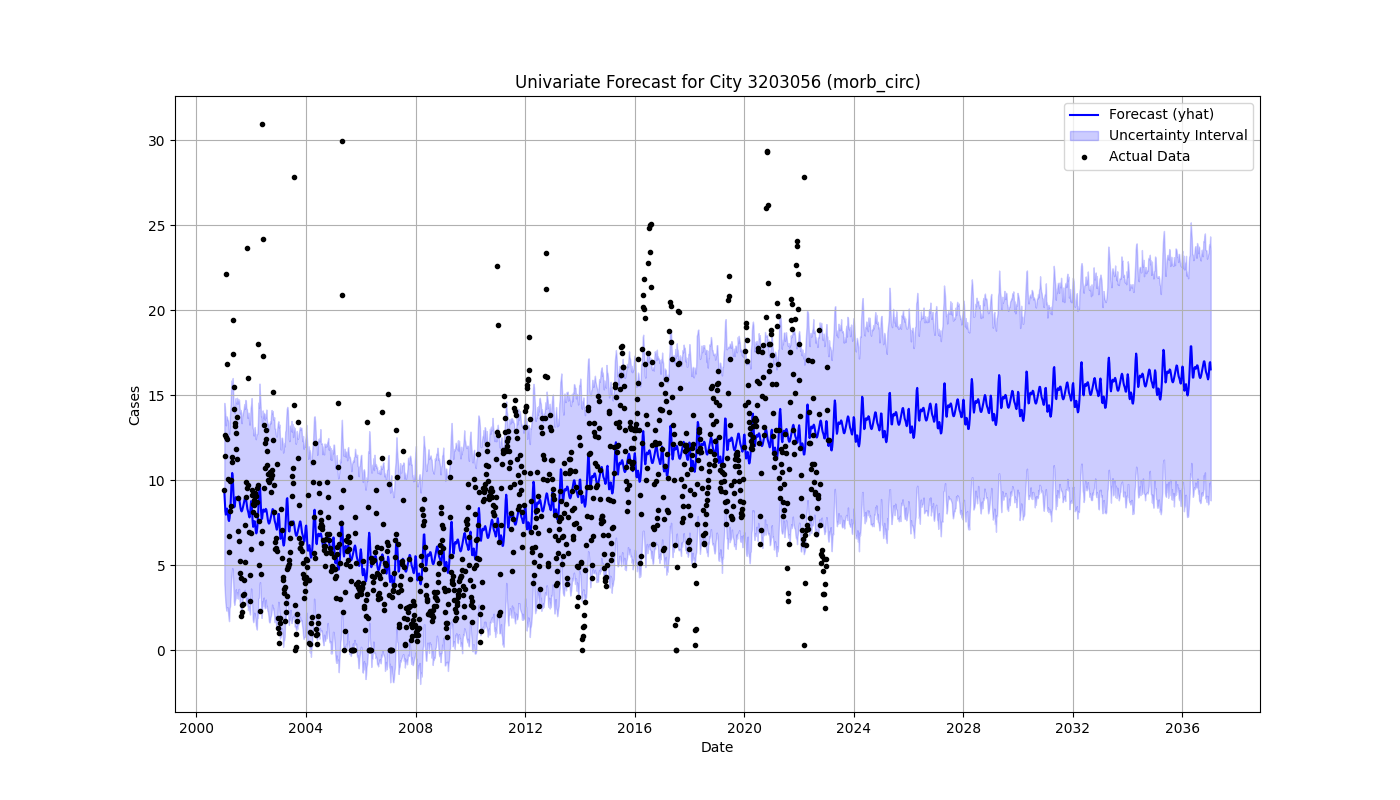 Univariate Forecast for City 3203056 (morb_circ)
Forecast (yhat)
Uncertainty Interval
Actual Data
30
25
20
15
10
5
0
Cases
2000 2004 2008 2012 2016 2020 2024 2028 2032 2036
Date